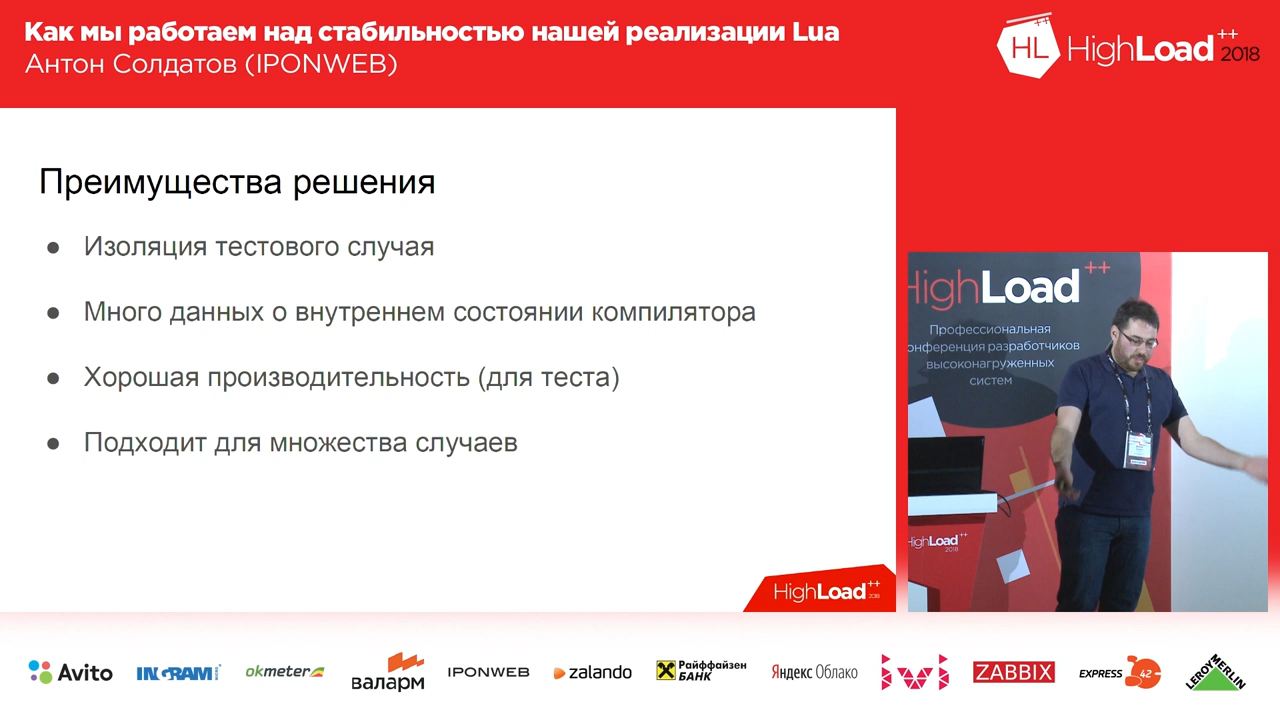 Как мы работаем над стабильностью нашей реализации Lua
Антон Солдатов (IPONWEB)
HL HighLoad++ 2018
Преимущества решения
● Изоляция тестового случая
● Много данных о внутреннем состоянии компилятора
● Хорошая производительность (для теста)
● Подходит для множества случаев
HighLoad++ 2018
HighLoad++
Профессиональная
онференция разработчиков
высоконагруженных
систем
HighLoad++
2018
Avito
INGRAM
okmeter
валарм
IPONWEB
zalando
Райффайзен
БАНК
Яндекс Облако
ivi
ZABBIX
EXPRESS 42
LEROY MERLIN